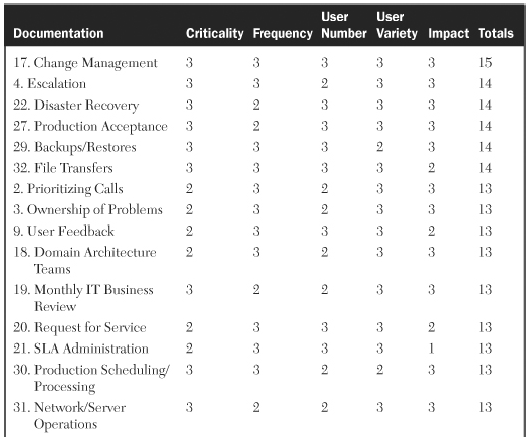 User User
Documentation Criticality Frequency Number Variety Impact Totals
17. Change Management 3 3 3 3 3 15
4. Escalation 3 3 2 3 3 14
22. Disaster Recovery 3 2 3 3 3 14
27. Production Acceptance 3 2 3 3 3 14
29. Backups/Restores 3 3 3 2 3 14
32. File Transfers 3 3 3 3 2 14
2. Prioritizing Calls 2 3 2 3 3 13
3. Ownership of Problems 2 3 2 3 3 13
9. User Feedback 2 3 3 3 2 13
18. Domain Architecture 2 3 2 3 3 13
Teams
19. Monthly IT Business 3 2 2 3 3 13
Review
20. Request for Service 2 3 3 3 2 13
21. SLA Administration 2 3 3 3 1 13
30. Production Scheduling/ 3 3 2 2 3 13
Processing
31. Network/Server 3 2 2 3 3 13
Operations